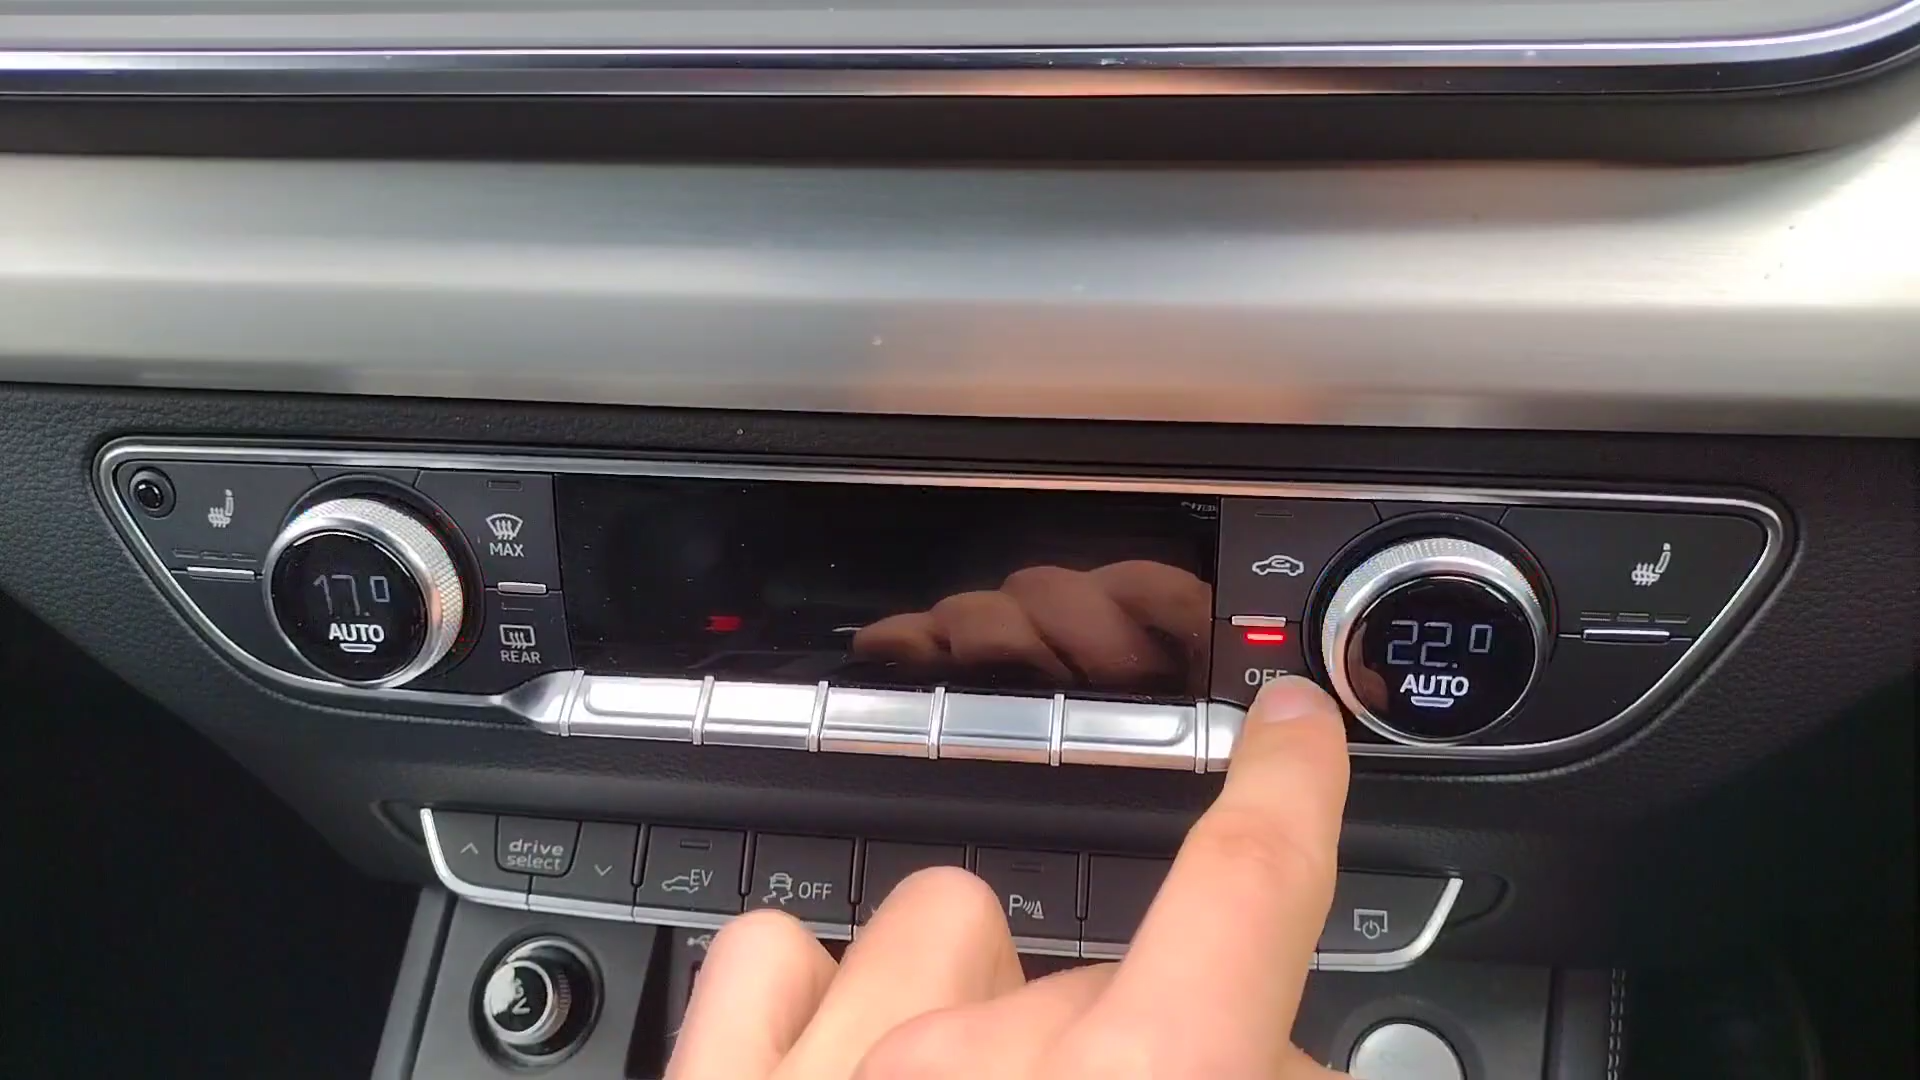 17.0
AUTO
MAX
REAR
OFF
22.0
AUTO
drive
select
EV
OFF
P